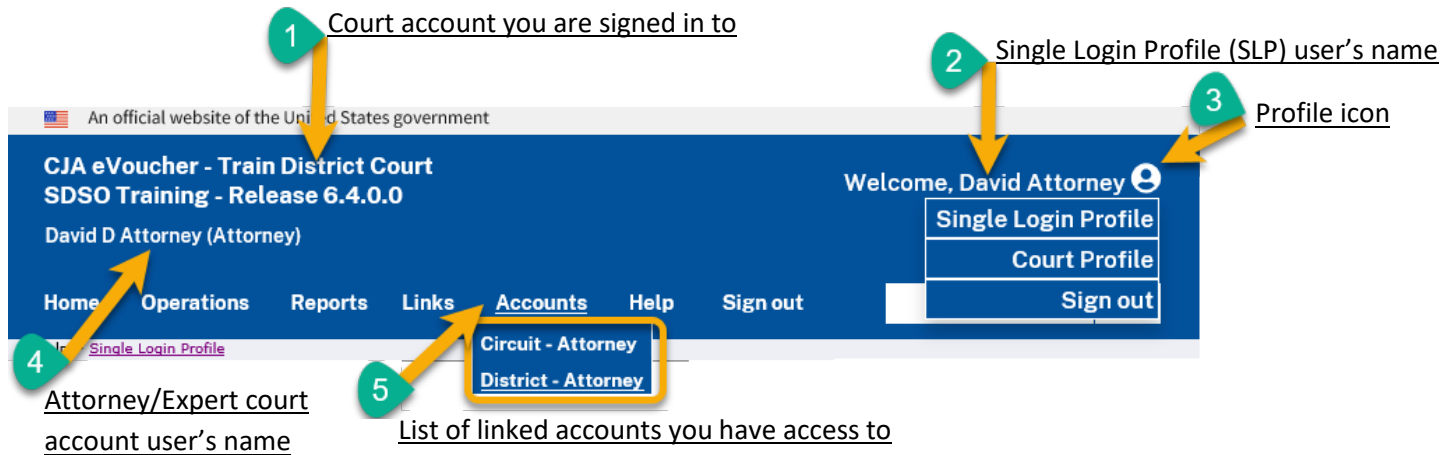 1 Court account you are signed in to
2 Single Login Profile (SLP) user's name
3 Profile icon
An official website of the United States government
CJA eVoucher - Train District Court
SDSO Training - Release 6.4.0.0
David D Attorney (Attorney)
Welcome, David Attorney
Single Login Profile
Court Profile
Sign out
Home Operations Reports Links Accounts Help Sign out
Single Login Profile
Circuit - Attorney
District - Attorney
4 Attorney/Expert court
account user's name
5 List of linked accounts you have access to